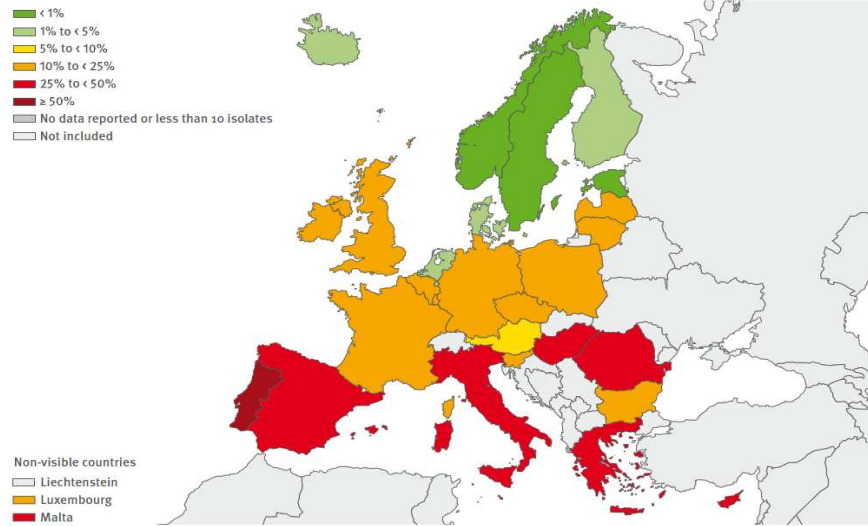 < 1%
1% to < 5%
5% to < 10%
10% to < 25%
25% to < 50%
≥ 50%
No data reported or less than 10 isolates
Not included
Non-visible countries
Liechtenstein
Luxembourg
Malta